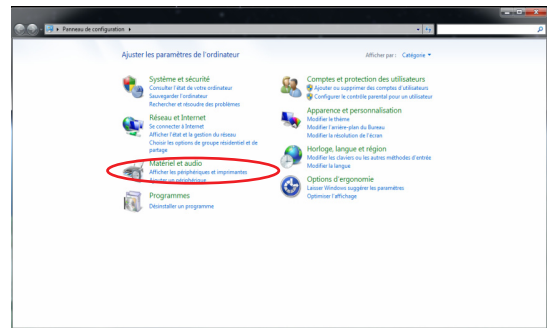 Panneau de configuration
Ajuster les paramètres de l'ordinateur
Afficher par : Catégorie
Système et sécurité
Consulter l'état de votre ordinateur
Sauvegarder l'ordinateur
Rechercher et résoudre des problèmes
Réseau et Internet
Se connecter à Internet
Afficher l'état et la gestion du réseau
Choisir les options de groupe résidentiel et de
partage
Matériel et audio
Afficher les périphériques et imprimantes
Ajouter un périphérique
Programmes
Désinstaller un programme
Comptes et protection des utilisateurs
Ajouter ou supprimer des comptes d'utilisateurs
Configurer le contrôle parental pour un utilisateur
Apparence et personnalisation
Modifier le thème
Modifier l'arrière-plan du Bureau
Modifier la résolution de l'écran
Horloge, langue et région
Modifier les claviers ou les autres méthodes d'entrée
Modifier la langue
Options d'ergonomie
Laisser Windows suggérer les paramètres
Optimiser l'affichage